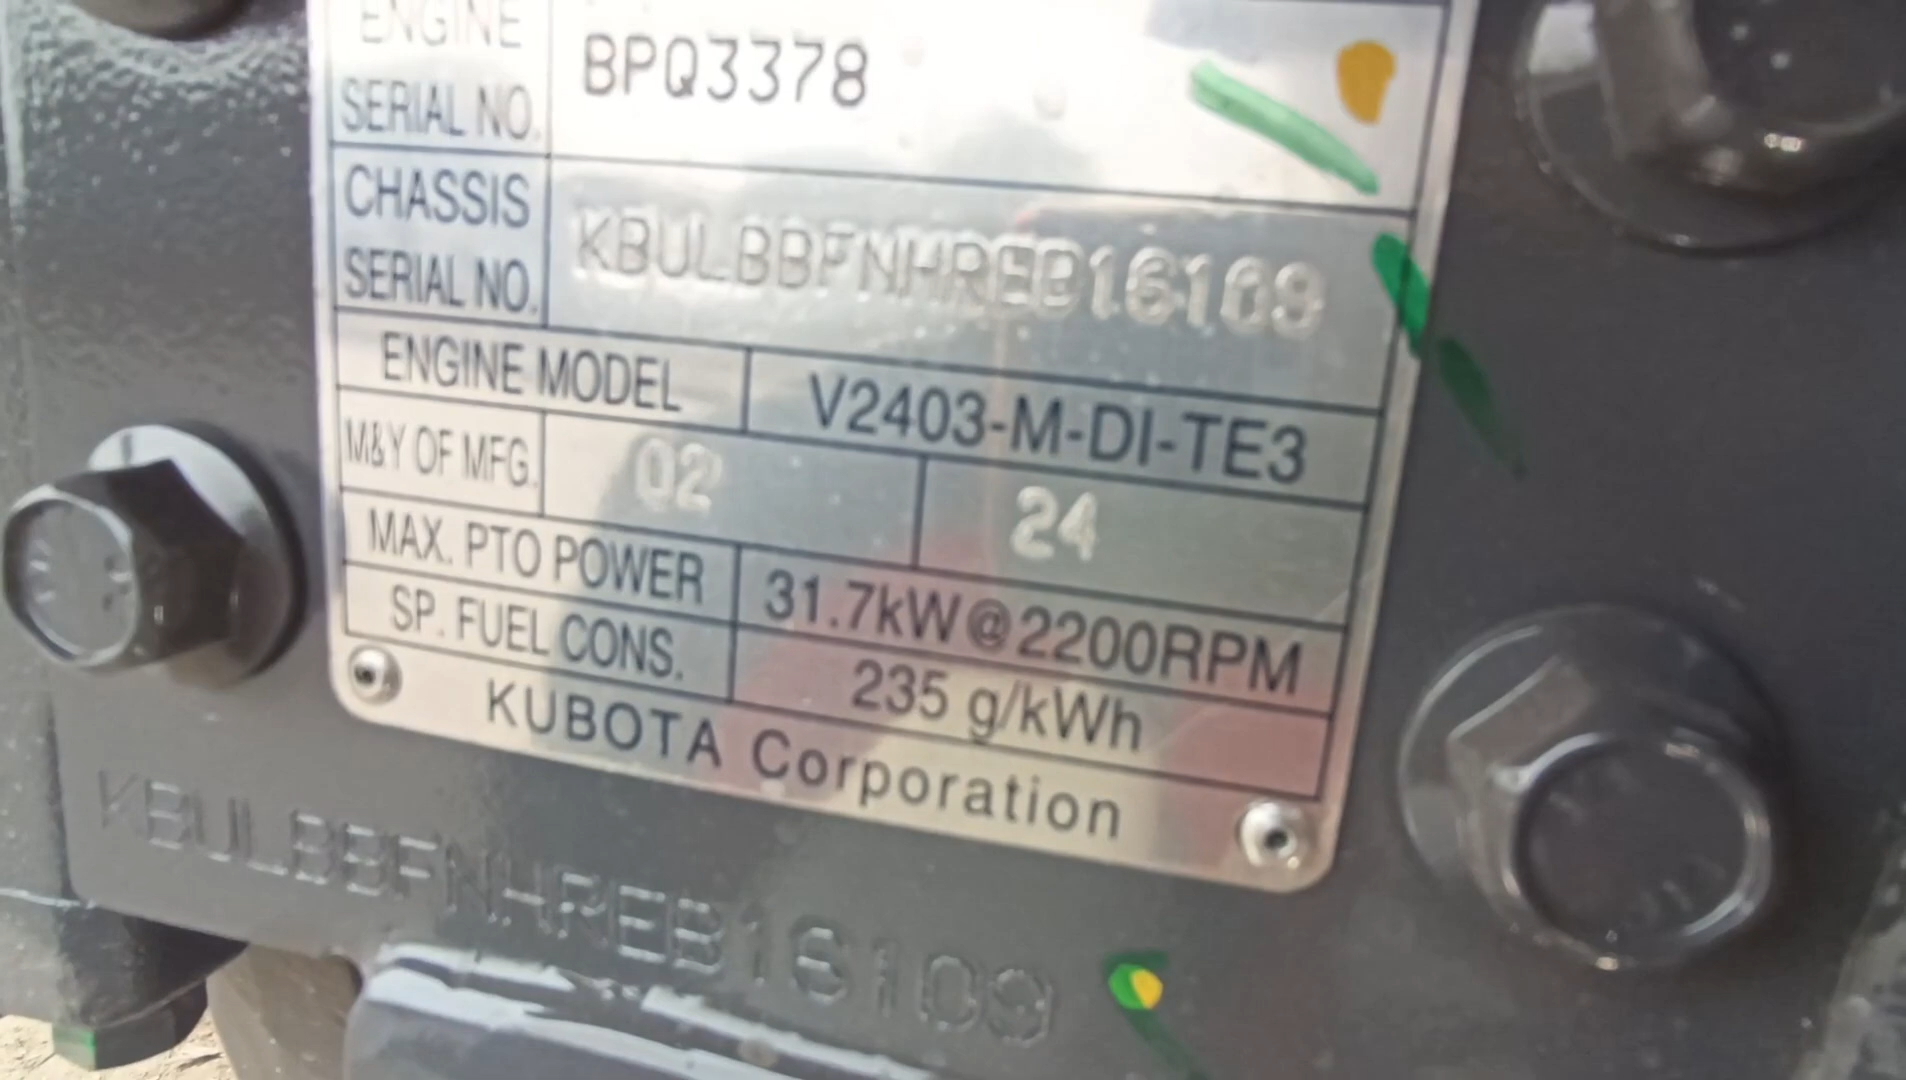 ENGINE
SERIAL NO. BPQ3378
CHASSIS
SERIAL NO. KBULBBFNHREB16109
ENGINE MODEL V2403-M-DI-TE3
M&Y OF MFG. 02 24
MAX. PTO POWER 31.7kW@2200RPM
SP. FUEL CONS. 235 g/kWh
KUBOTA Corporation
KBULBBFNHREB16109